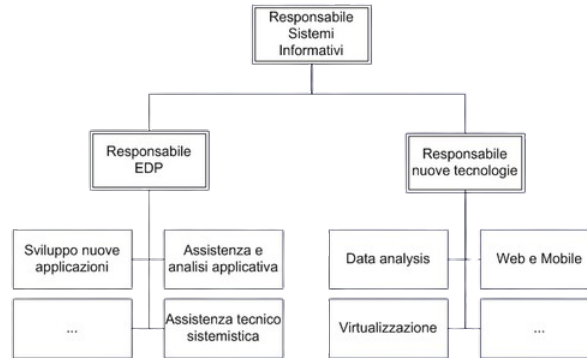 Responsabile
Sistemi
Informativi
Responsabile
EDP
Responsabile
nuove tecnologie
Sviluppo nuove
applicazioni
Assistenza e
analisi applicativa
Data analysis
Web e Mobile
...
Assistenza tecnico
sistemistica
Virtualizzazione
...